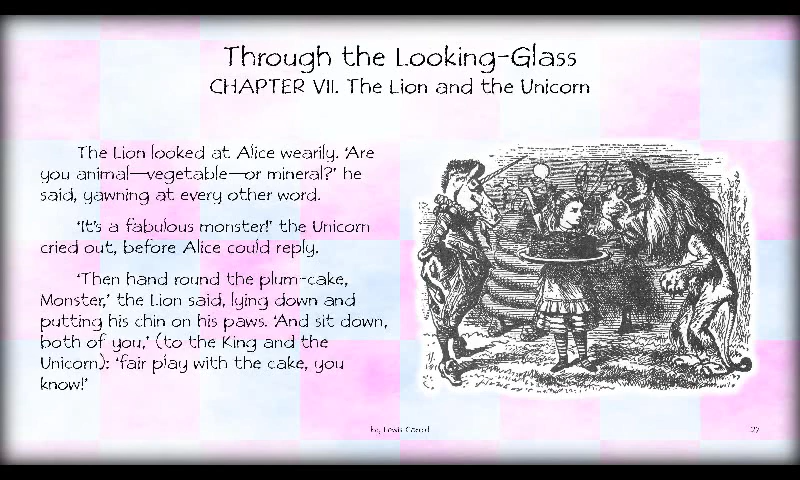 Through the Looking-Glass
CHAPTER VII. The Lion and the Unicorn
The Lion looked at Alice wearily. 'Are
you animal—vegetable—or mineral?' he
said, yawning at every other word.
'It's a fabulous monster!' the Unicorn
cried out, before Alice could reply.
'Then hand round the plum-cake,
Monster,' the Lion said, lying down and
putting his chin on his paws. 'And sit down,
both of you,' (to the King and the
Unicorn): 'fair play with the cake, you
know!'
by Lewis Carroll
27